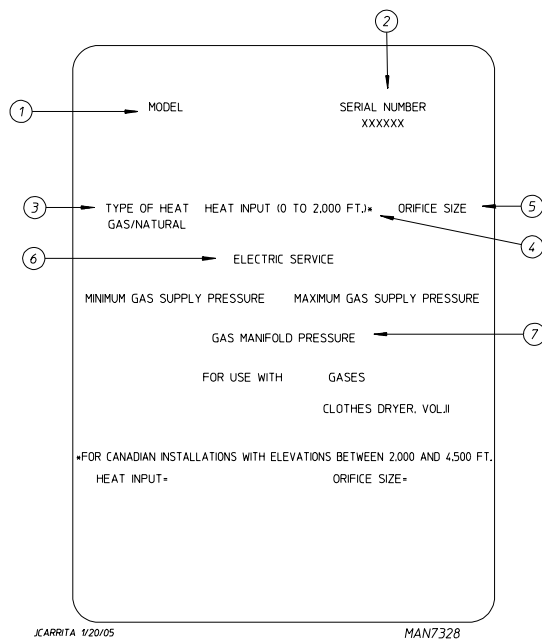 2
1
MODEL
SERIAL NUMBER
XXXXXX
3
TYPE OF HEAT
GAS/NATURAL
HEAT INPUT (0 TO 2,000 FT.)*
ORIFICE SIZE
5
4
6
ELECTRIC SERVICE
MINIMUM GAS SUPPLY PRESSURE
MAXIMUM GAS SUPPLY PRESSURE
GAS MANIFOLD PRESSURE
7
FOR USE WITH
GASES
CLOTHES DRYER, VOL.II
*FOR CANADIAN INSTALLATIONS WITH ELEVATIONS BETWEEN 2,000 AND 4,500 FT.
HEAT INPUT=
ORIFICE SIZE=
JCARRITA 1/20/05
MAN7328